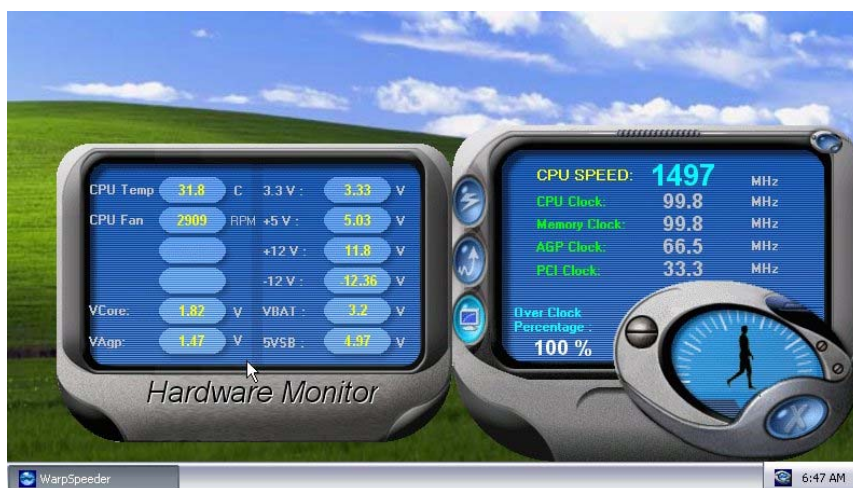 CPU Temp 31.8 C 3.3 V : 3.33 V
CPU Fan 2909 RPM +5 V : 5.03 V
+12 V : 11.8 V
-12 V : -12.36 V
VCore: 1.82 V VBAT : 3.2 V
VAgp: 1.47 V 5VSB : 4.97 V
Hardware Monitor
CPU SPEED: 1497 MHz
CPU Clock: 99.8 MHz
Memory Clock: 99.8 MHz
AGP Clock: 66.5 MHz
PCI Clock: 33.3 MHz
Over Clock
Percentage :
100 %
WarpSpeeder
6:47 AM